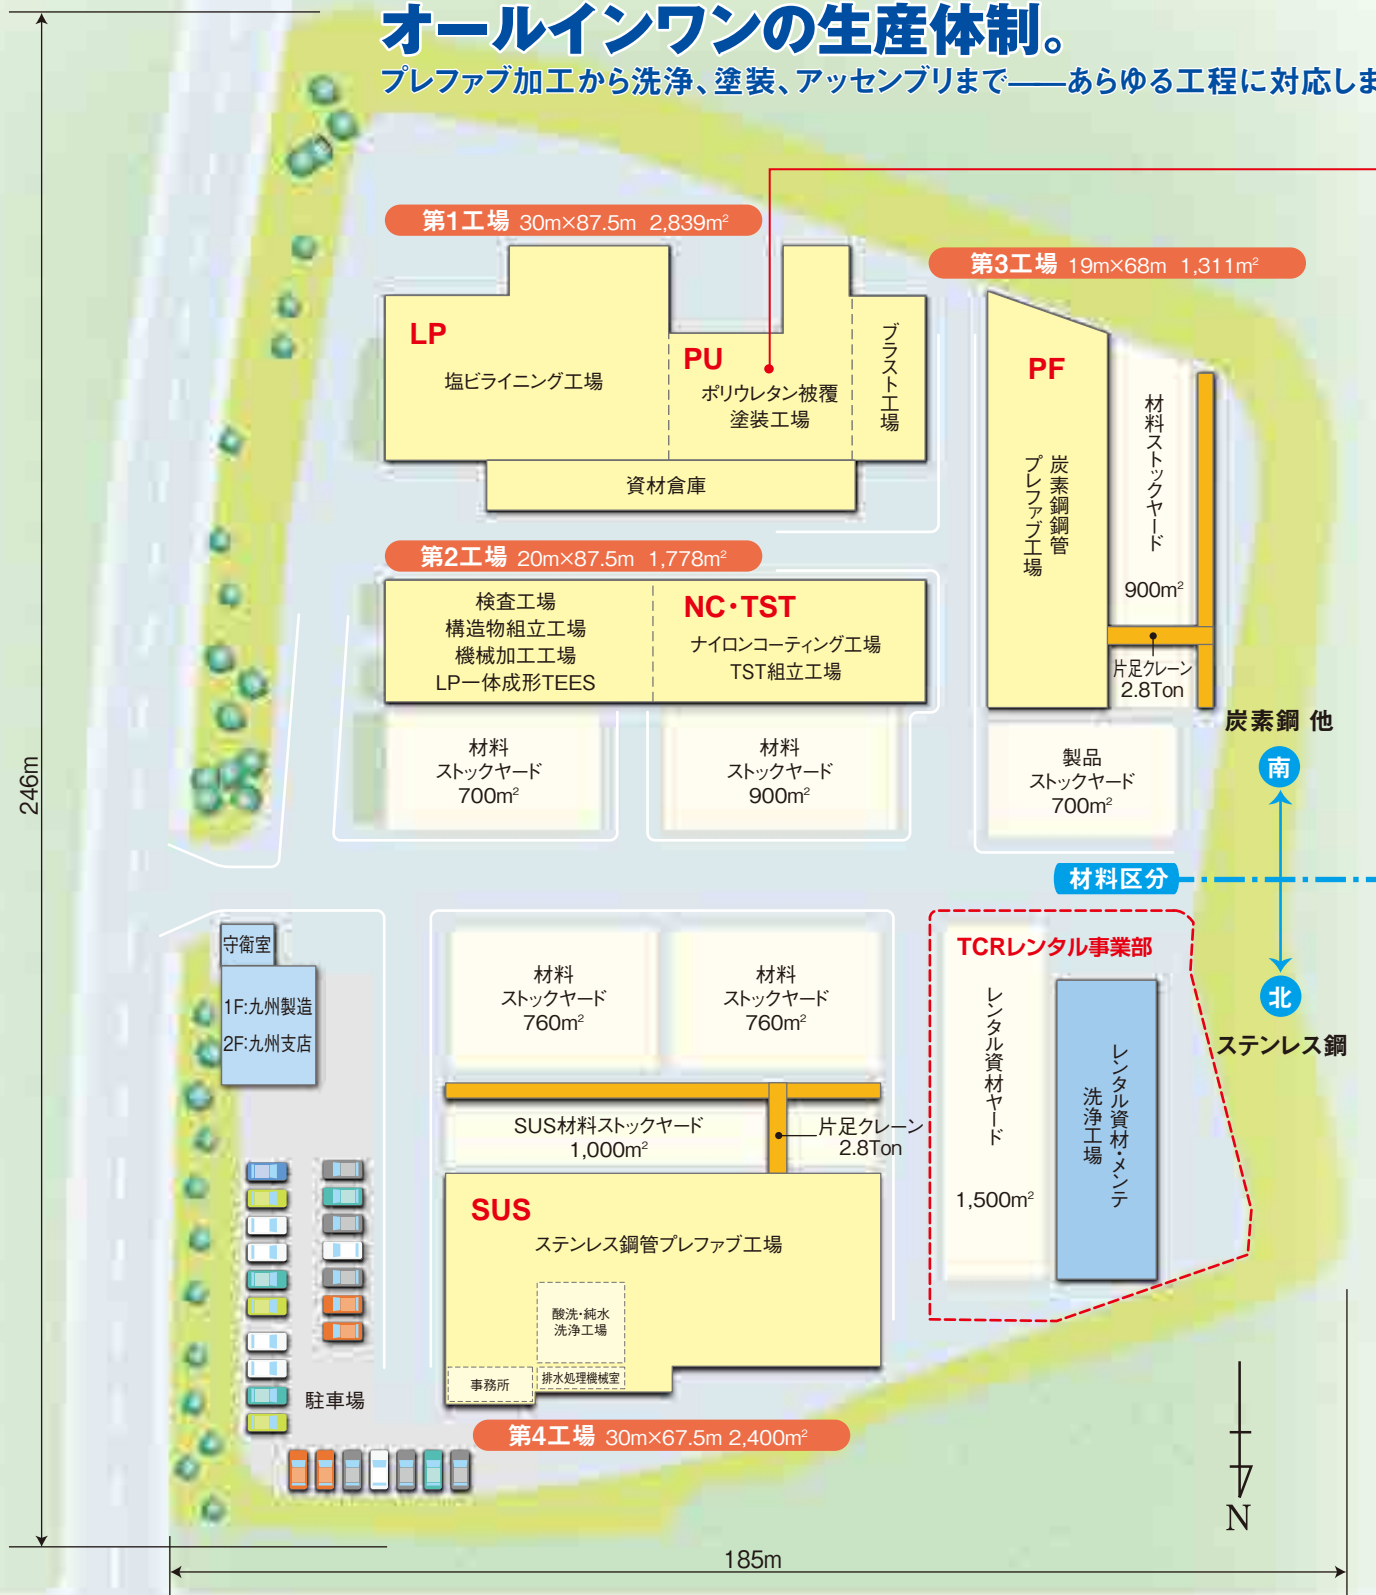 オールインワンの生産体制。
プレファブ加工から洗浄、塗装、アッセンブリまで——あらゆる工程に対応しま
第1工場 30m×87.5m 2,839m²
第3工場 19m×68m 1,311m²
LP
塩ビライニング工場
PU
ポリウレタン被覆
塗装工場
ブラスト工場
資材倉庫
PF
炭素鋼鋼管
プレファブ工場
材料ストックヤード
900m²
片足クレーン
2.8Ton
第2工場 20m×87.5m 1,778m²
検査工場
構造物組立工場
機械加工工場
LP一体成形TEES
NC・TST
ナイロンコーティング工場
TST組立工場
材料
ストックヤード
700m²
材料
ストックヤード
900m²
製品
ストックヤード
700m²
炭素鋼 他
南
材料区分
北
ステンレス鋼
246m
守衛室
1F:九州製造
2F:九州支店
材料
ストックヤード
760m²
材料
ストックヤード
760m²
TCRレンタル事業部
レンタル資材ヤード
1,500m²
レンタル資材・メンテ
洗浄工場
SUS材料ストックヤード
1,000m²
片足クレーン
2.8Ton
SUS
ステンレス鋼管プレファブ工場
酸洗・純水
洗浄工場
排水処理機械室
事務所
駐車場
第4工場 30m×67.5m 2,400m²
N
185m